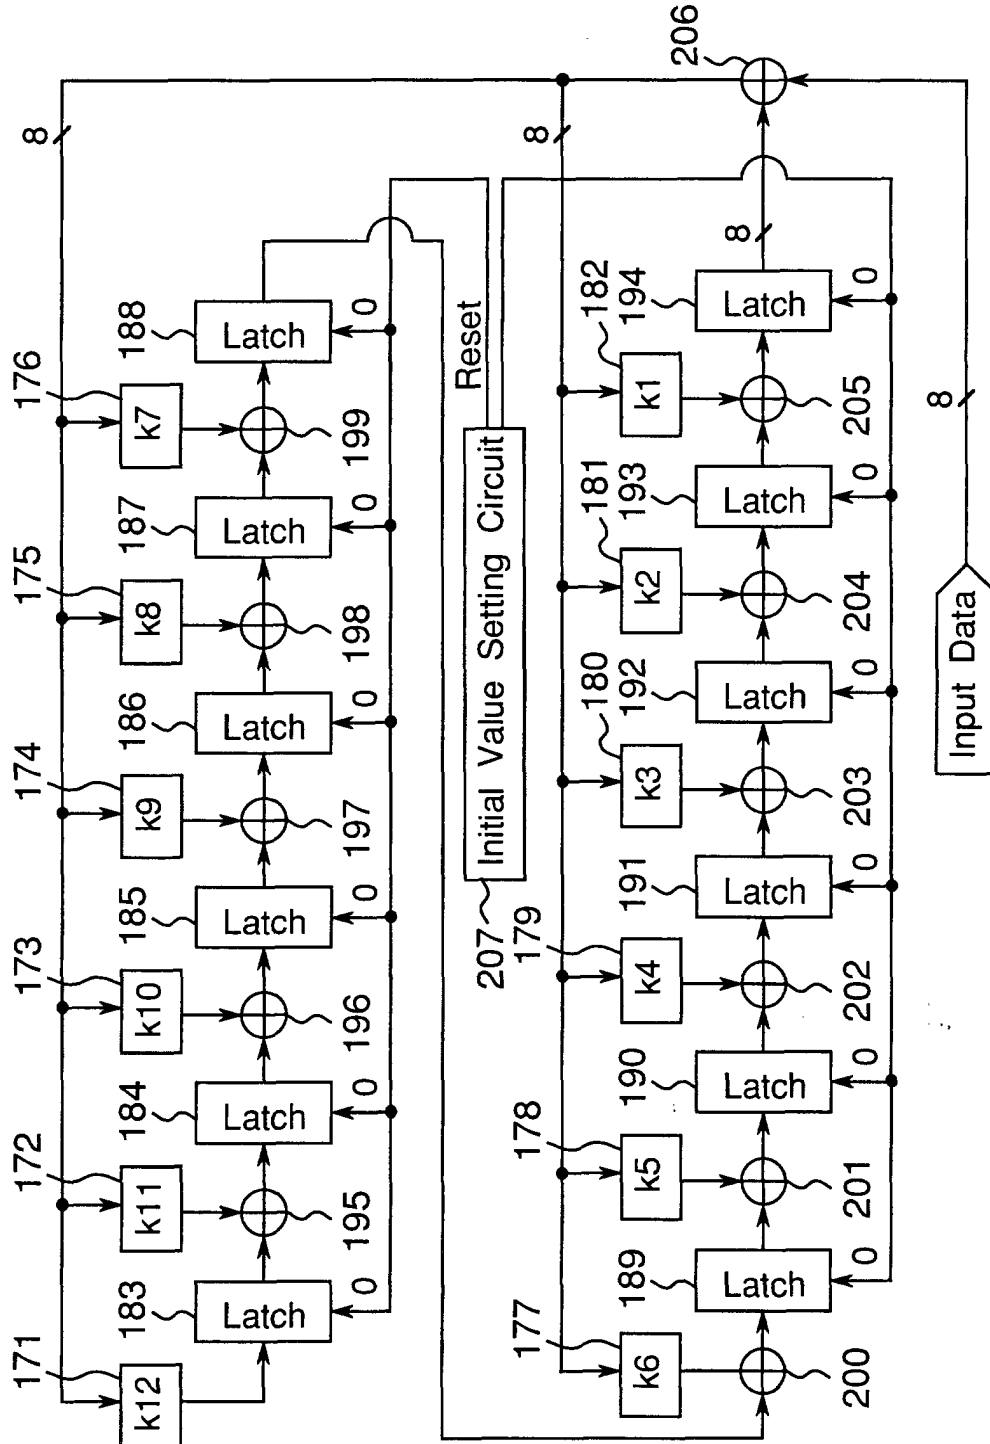 171
172
173
174
175
176
8
k12
k11
k10
k9
k8
k7
183
184
185
186
187
188
Latch
Latch
Latch
Latch
Latch
Latch
195
196
197
198
199
0
0
0
0
0
0
Reset
207
Initial Value Setting Circuit
177
178
179
180
181
182
8
k6
k5
k4
k3
k2
k1
189
190
191
192
193
194
Latch
Latch
Latch
Latch
Latch
Latch
8
206
200
201
202
203
204
205
0
0
0
0
0
0
8
Input Data